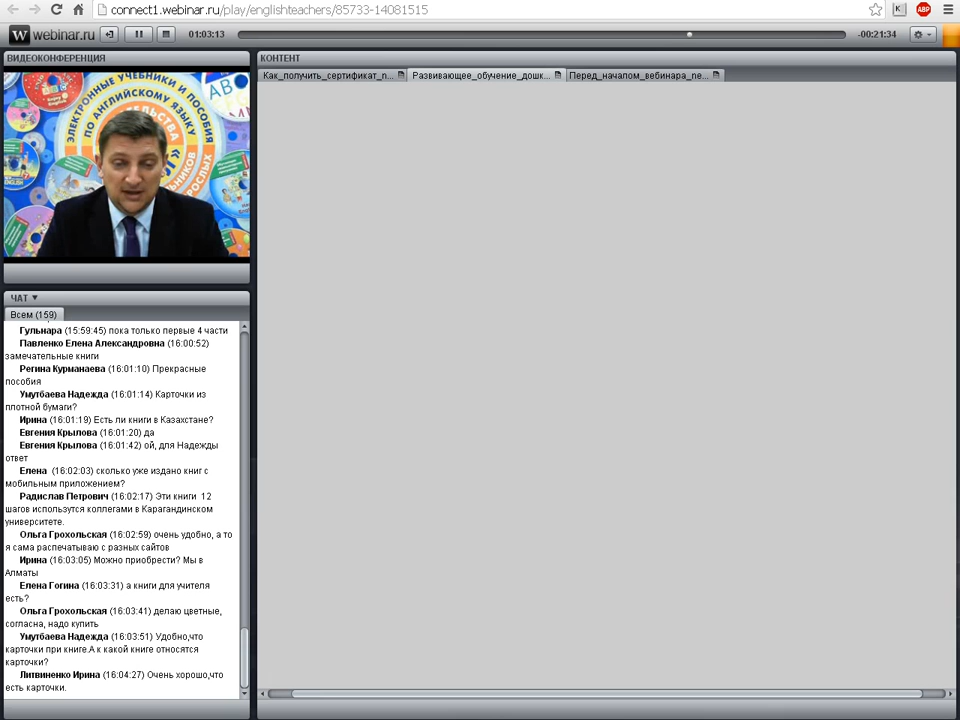 connect1.webinar.ru/play/englishteachers/85733-14081515
K
ABP
W webinar.ru
01:03:13
-00:21:34
ВИДЕОКОНФЕРЕНЦИЯ
КОНТЕНТ
Как_получить_сертификат_п...
Развивающее_обучение_дошк...
Перед_началом_вебинара_пе...
ЭЛЕКТРОННЫЕ УЧЕБНИКИ И ПОСОБИЯ
ПО АНГЛИЙСКОМУ ЯЗЫКУ
ЧАТ
Всем (159)
Гульнара (15:59:45) пока только первые 4 части
Павленко Елена Александровна (16:00:52)
замечательные книги
Регина Курманаева (16:01:10) Прекрасные
пособия
Умутбаева Надежда (16:01:14) Карточки из
плотной бумаги?
Ирина (16:01:19) Есть ли книги в Казахстане?
Евгения Крылова (16:01:20) да
Евгения Крылова (16:01:42) ой, для Надежды
ответ
Елена (16:02:03) сколько уже издано книг с
мобильным приложением?
Радислав Петрович (16:02:17) Эти книги 12
шагов используtся коллегами в Карагандинском
университете.
Ольга Грохольская (16:02:59) очень удобно, а то
я сама распечатываю с разных сайтов
Ирина (16:03:05) Можно приобрести? Мы в
Алматы
Елена Гогина (16:03:31) а книги для учителя
есть?
Ольга Грохольская (16:03:41) делаю цветные,
согласна, надо купить
Умутбаева Надежда (16:03:51) Удобно,что
карточки при книге.А к какой книге относятся
карточки?
Литвиненко Ирина (16:04:27) Очень хорошо,что
есть карточки.